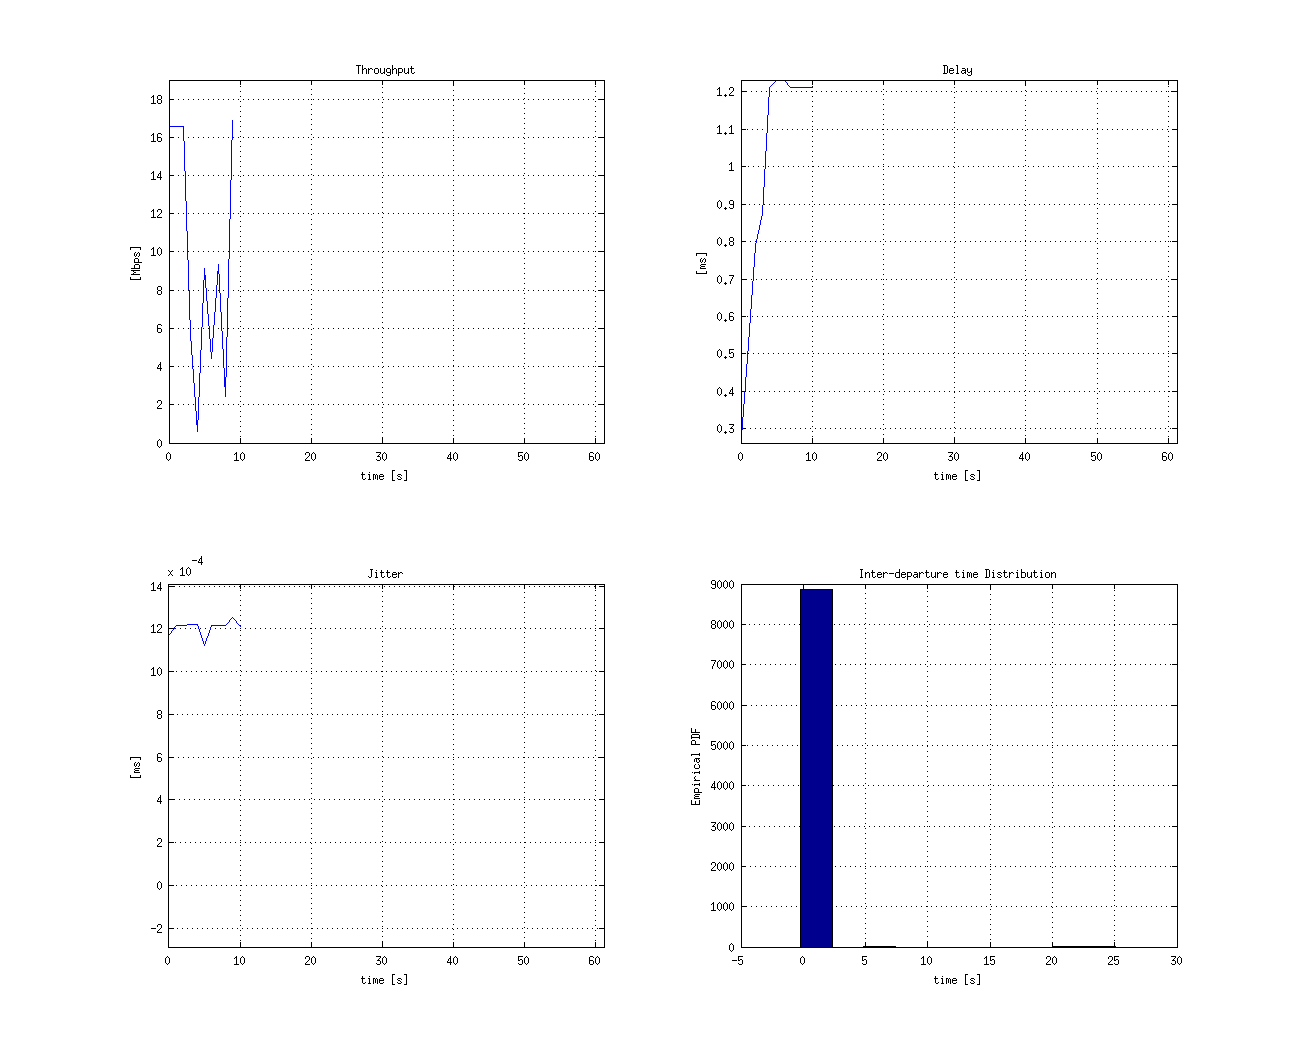 Throughput
18
16
14
12
10
8
6
4
2
0
[Mbps]
0 10 20 30 40 50 60
time [s]
Delay
1.2
1.1
1
0.9
0.8
0.7
0.6
0.5
0.4
0.3
[ms]
0 10 20 30 40 50 60
time [s]
x 10 -4
Jitter
14
12
10
8
6
4
2
0
-2
[ms]
0 10 20 30 40 50 60
time [s]
Inter-departure time Distribution
9000
8000
7000
6000
5000
4000
3000
2000
1000
0
Empirical PDF
-5 0 5 10 15 20 25 30
time [s]